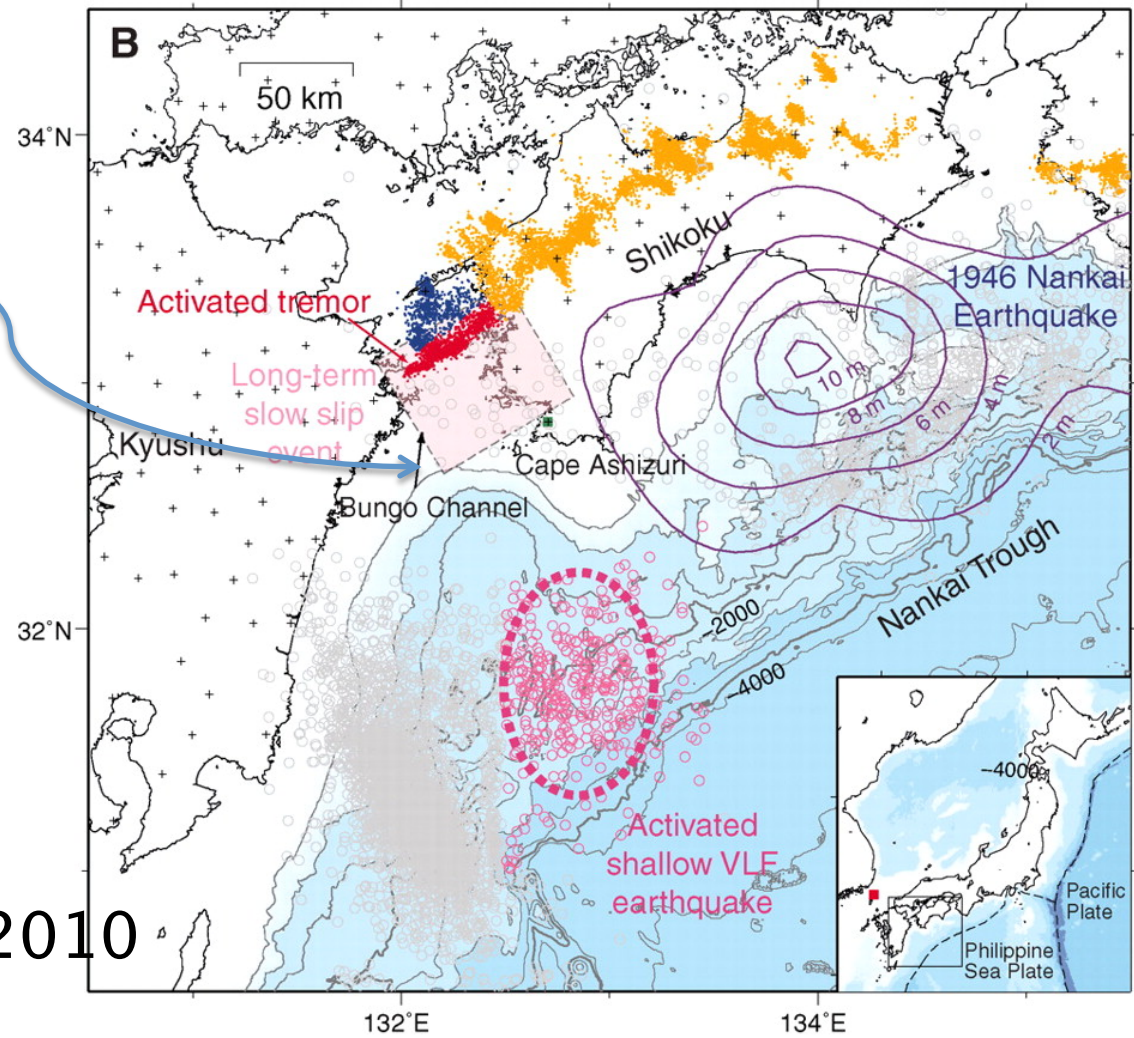 B
50 km
34˚N
Shikoku
1946 Nankai
Earthquake
Activated tremor
Long-term
slow slip
event
10 m
8 m
6 m
4 m
2 m
Kyushu
Cape Ashizuri
Bungo Channel
Nankai Trough
32˚N
−2000
−4000
−4000
Activated
shallow VLF
earthquake
Pacific
Plate
Philippine
Sea Plate
2010
132˚E
134˚E